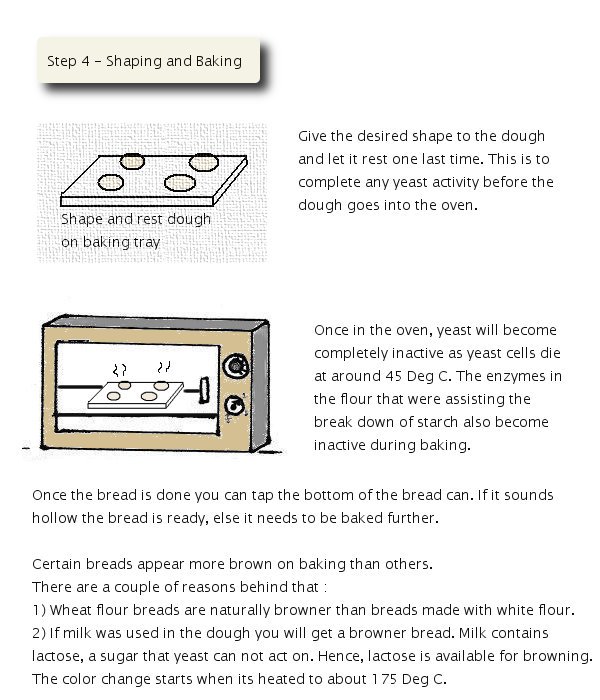 Step 4 – Shaping and Baking
Shape and rest dough
on baking tray
Give the desired shape to the dough
and let it rest one last time. This is to
complete any yeast activity before the
dough goes into the oven.
Once in the oven, yeast will become
completely inactive as yeast cells die
at around 45 Deg C. The enzymes in
the flour that were assisting the
break down of starch also become
inactive during baking.
Once the bread is done you can tap the bottom of the bread can. If it sounds
hollow the bread is ready, else it needs to be baked further.
Certain breads appear more brown on baking than others.
There are a couple of reasons behind that :
1) Wheat flour breads are naturally browner than breads made with white flour.
2) If milk was used in the dough you will get a browner bread. Milk contains
lactose, a sugar that yeast can not act on. Hence, lactose is available for browning.
The color change starts when its heated to about 175 Deg C.